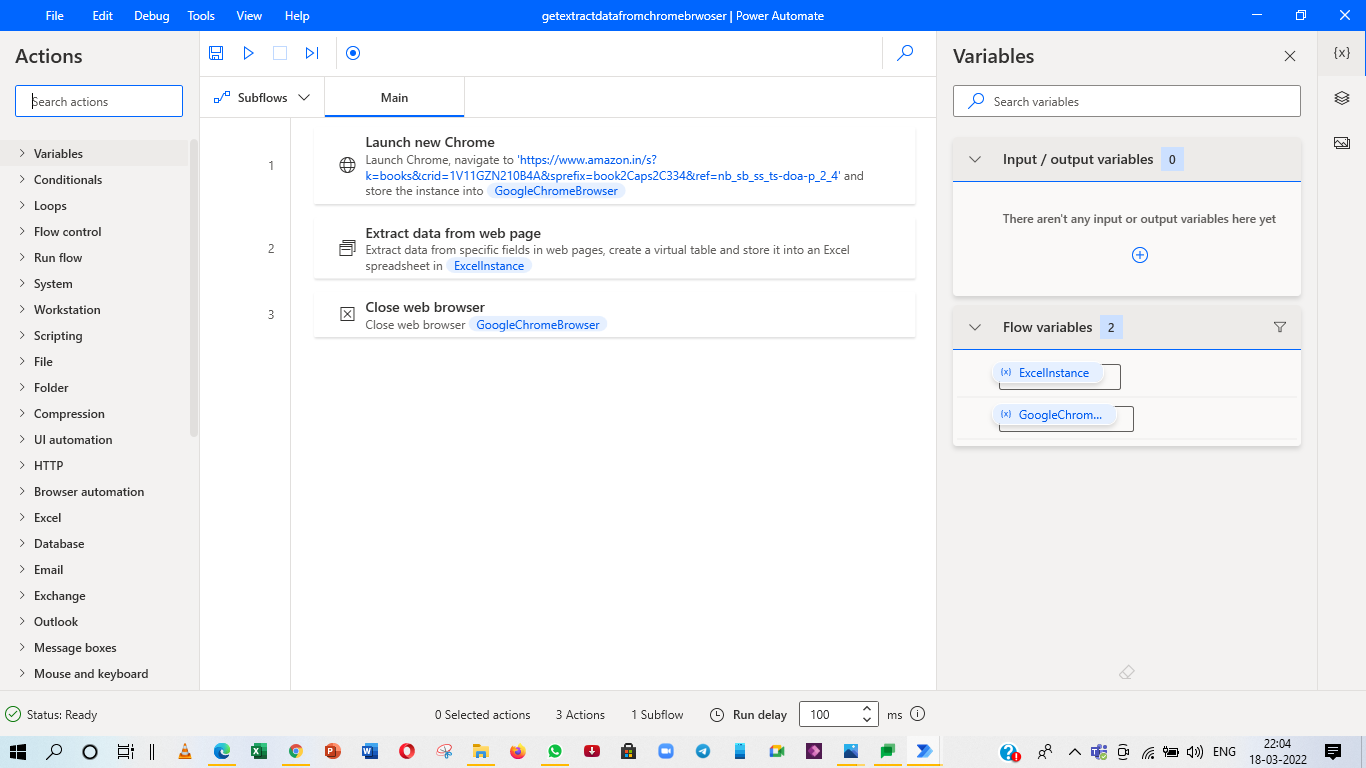 File Edit Debug Tools View Help
getextractdatafromchromebrwoser | Power Automate
Actions
Search actions
Variables
Conditionals
Loops
Flow control
Run flow
System
Workstation
Scripting
File
Folder
Compression
UI automation
HTTP
Browser automation
Excel
Database
Email
Exchange
Outlook
Message boxes
Mouse and keyboard
Subflows
Main
1
Launch new Chrome
Launch Chrome, navigate to 'https://www.amazon.in/s?
k=books&crid=1V11GZN210B4A&sprefix=book2Caps2C334&ref=nb_sb_ss_ts-doa-p_2_4' and
store the instance into GoogleChromeBrowser
2
Extract data from web page
Extract data from specific fields in web pages, create a virtual table and store it into an Excel
spreadsheet in ExcelInstance
3
Close web browser
Close web browser GoogleChromeBrowser
Variables
{x}
Search variables
Input / output variables 0
There aren't any input or output variables here yet
Flow variables 2
(x) ExcelInstance
(x) GoogleChrom...
Status: Ready
0 Selected actions
3 Actions
1 Subflow
Run delay
100
ms
ENG
22:04
18-03-2022